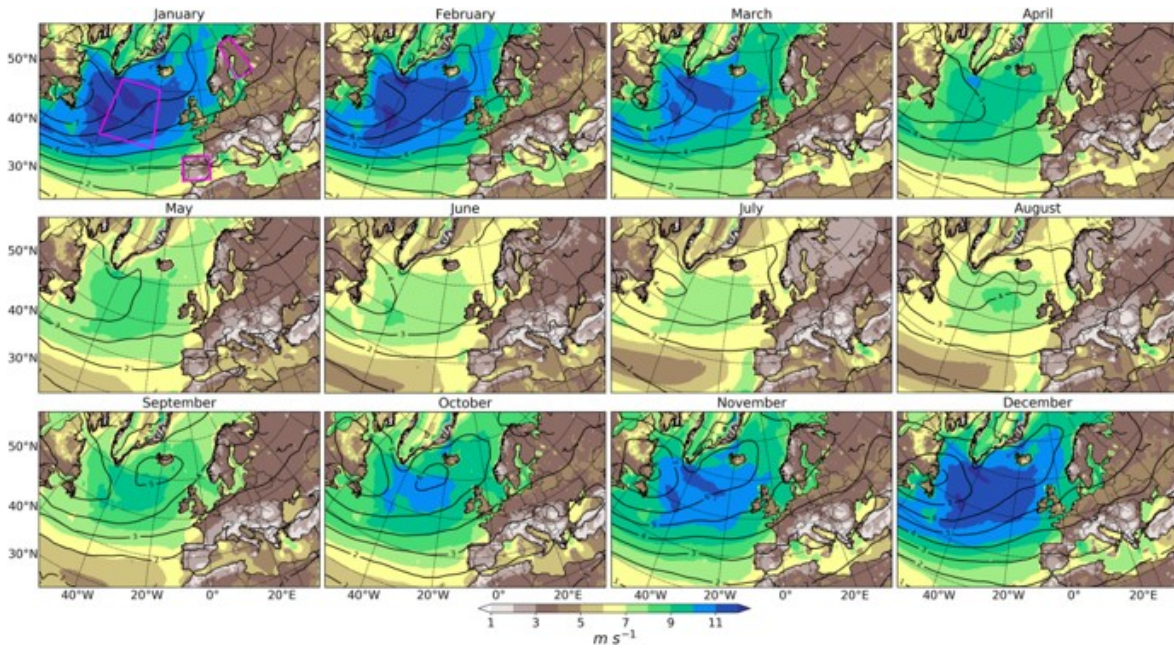 January February March April
50°N
40°N
30°N
May June July August
50°N
40°N
30°N
September October November December
50°N
40°N
30°N
40°W 20°W 0°E 20°E 40°W 20°W 0°E 20°E 40°W 20°W 0°E 20°E 40°W 20°W 0°E 20°E
1 3 5 7 9 11
m s⁻¹